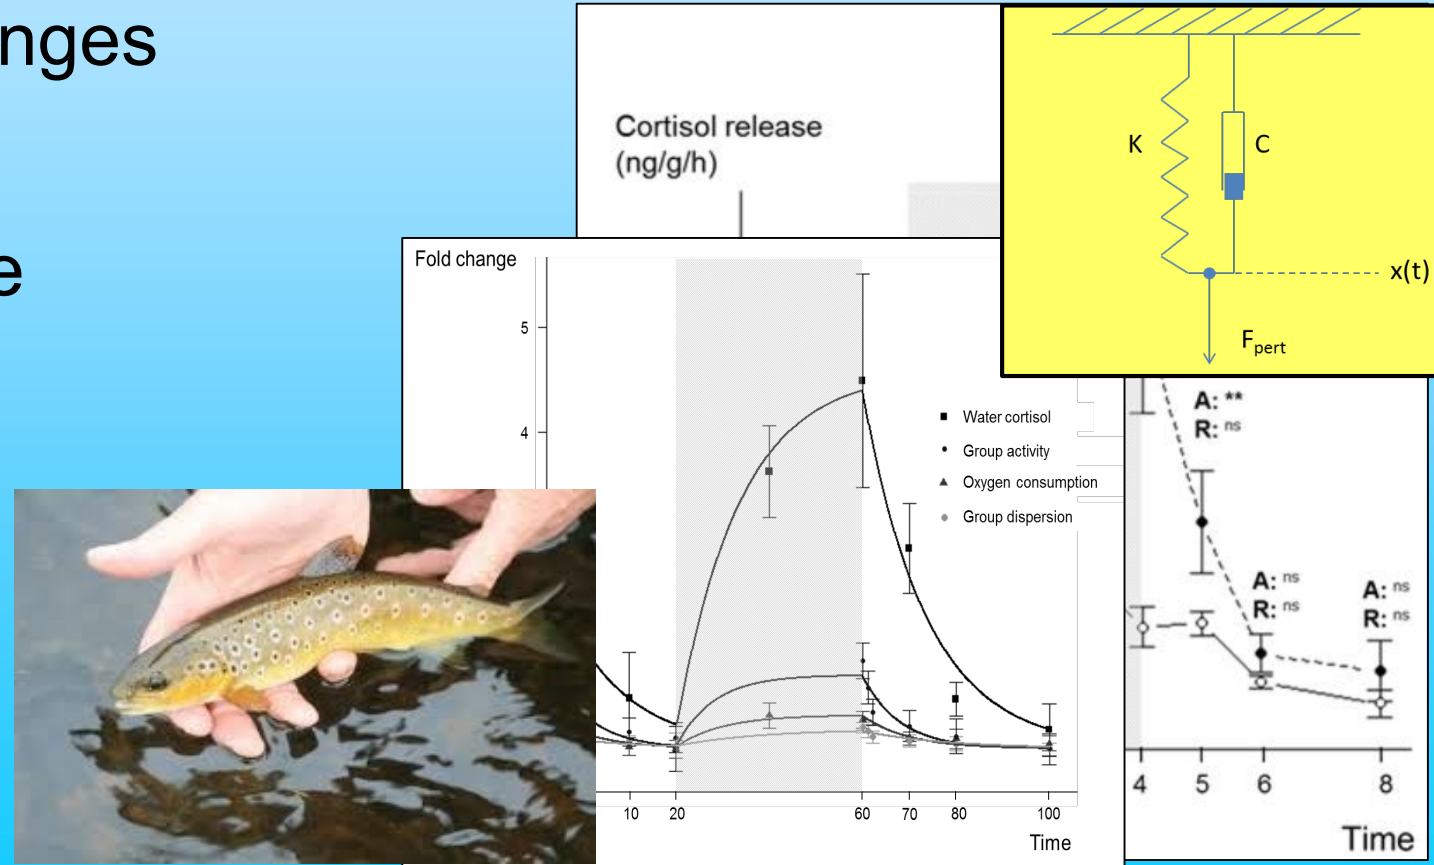 nges
e
Cortisol release
(ng/g/h)
K
C
x(t)
Fpert
Fold change
5
4
Water cortisol
Group activity
Oxygen consumption
Group dispersion
10 20 60 70 80 100
Time
A: **
R: ns
A: ns
R: ns
A: ns
R: ns
4 5 6 8
Time